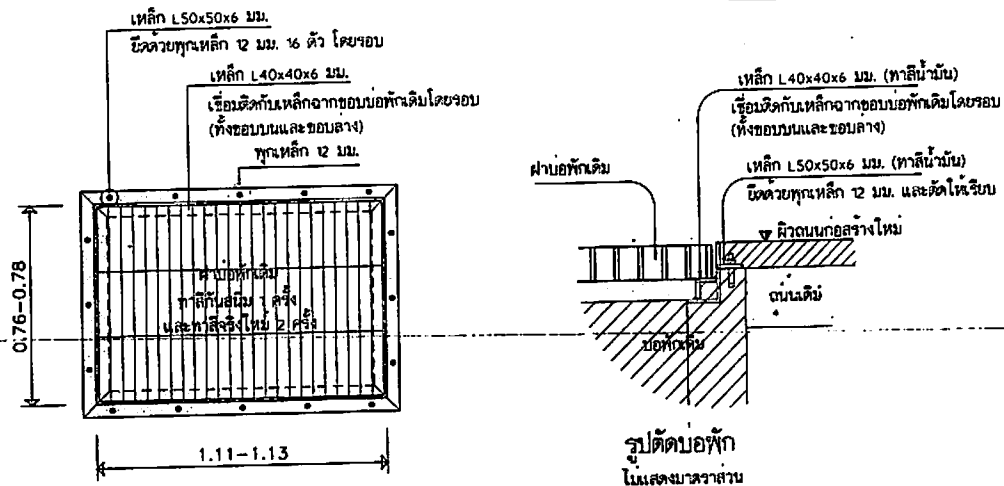 เหล็ก L50x50x6 มม.
ยึดด้วยพุกเหล็ก 12 มม. 16 ตัว โดยรอบ
เหล็ก L40x40x6 มม.
เชื่อมติดกับเหล็กฉากขอบบ่อพักเดิมโดยรอบ
(ทั้งขอบบนและขอบล่าง)
พุกเหล็ก 12 มม.
ฝาบ่อพักเดิม
ทาสีกันสนิม 1 ครั้ง
และทาสีจริงใหม่ 2 ครั้ง
0.76-0.78
1.11-1.13
เหล็ก L40x40x6 มม. (ทาสีน้ำมัน)
เชื่อมติดกับเหล็กฉากขอบบ่อพักเดิมโดยรอบ
(ทั้งขอบบนและขอบล่าง)
ฝาบ่อพักเดิม
เหล็ก L50x50x6 มม. (ทาสีน้ำมัน)
ยึดด้วยพุกเหล็ก 12 มม. และตัดให้เรียบ
ผิวถนนก่อสร้างใหม่
ถนนเดิม
บ่อพักเดิม
รูปตัดบ่อพัก
ไม่แสดงมาตราส่วน